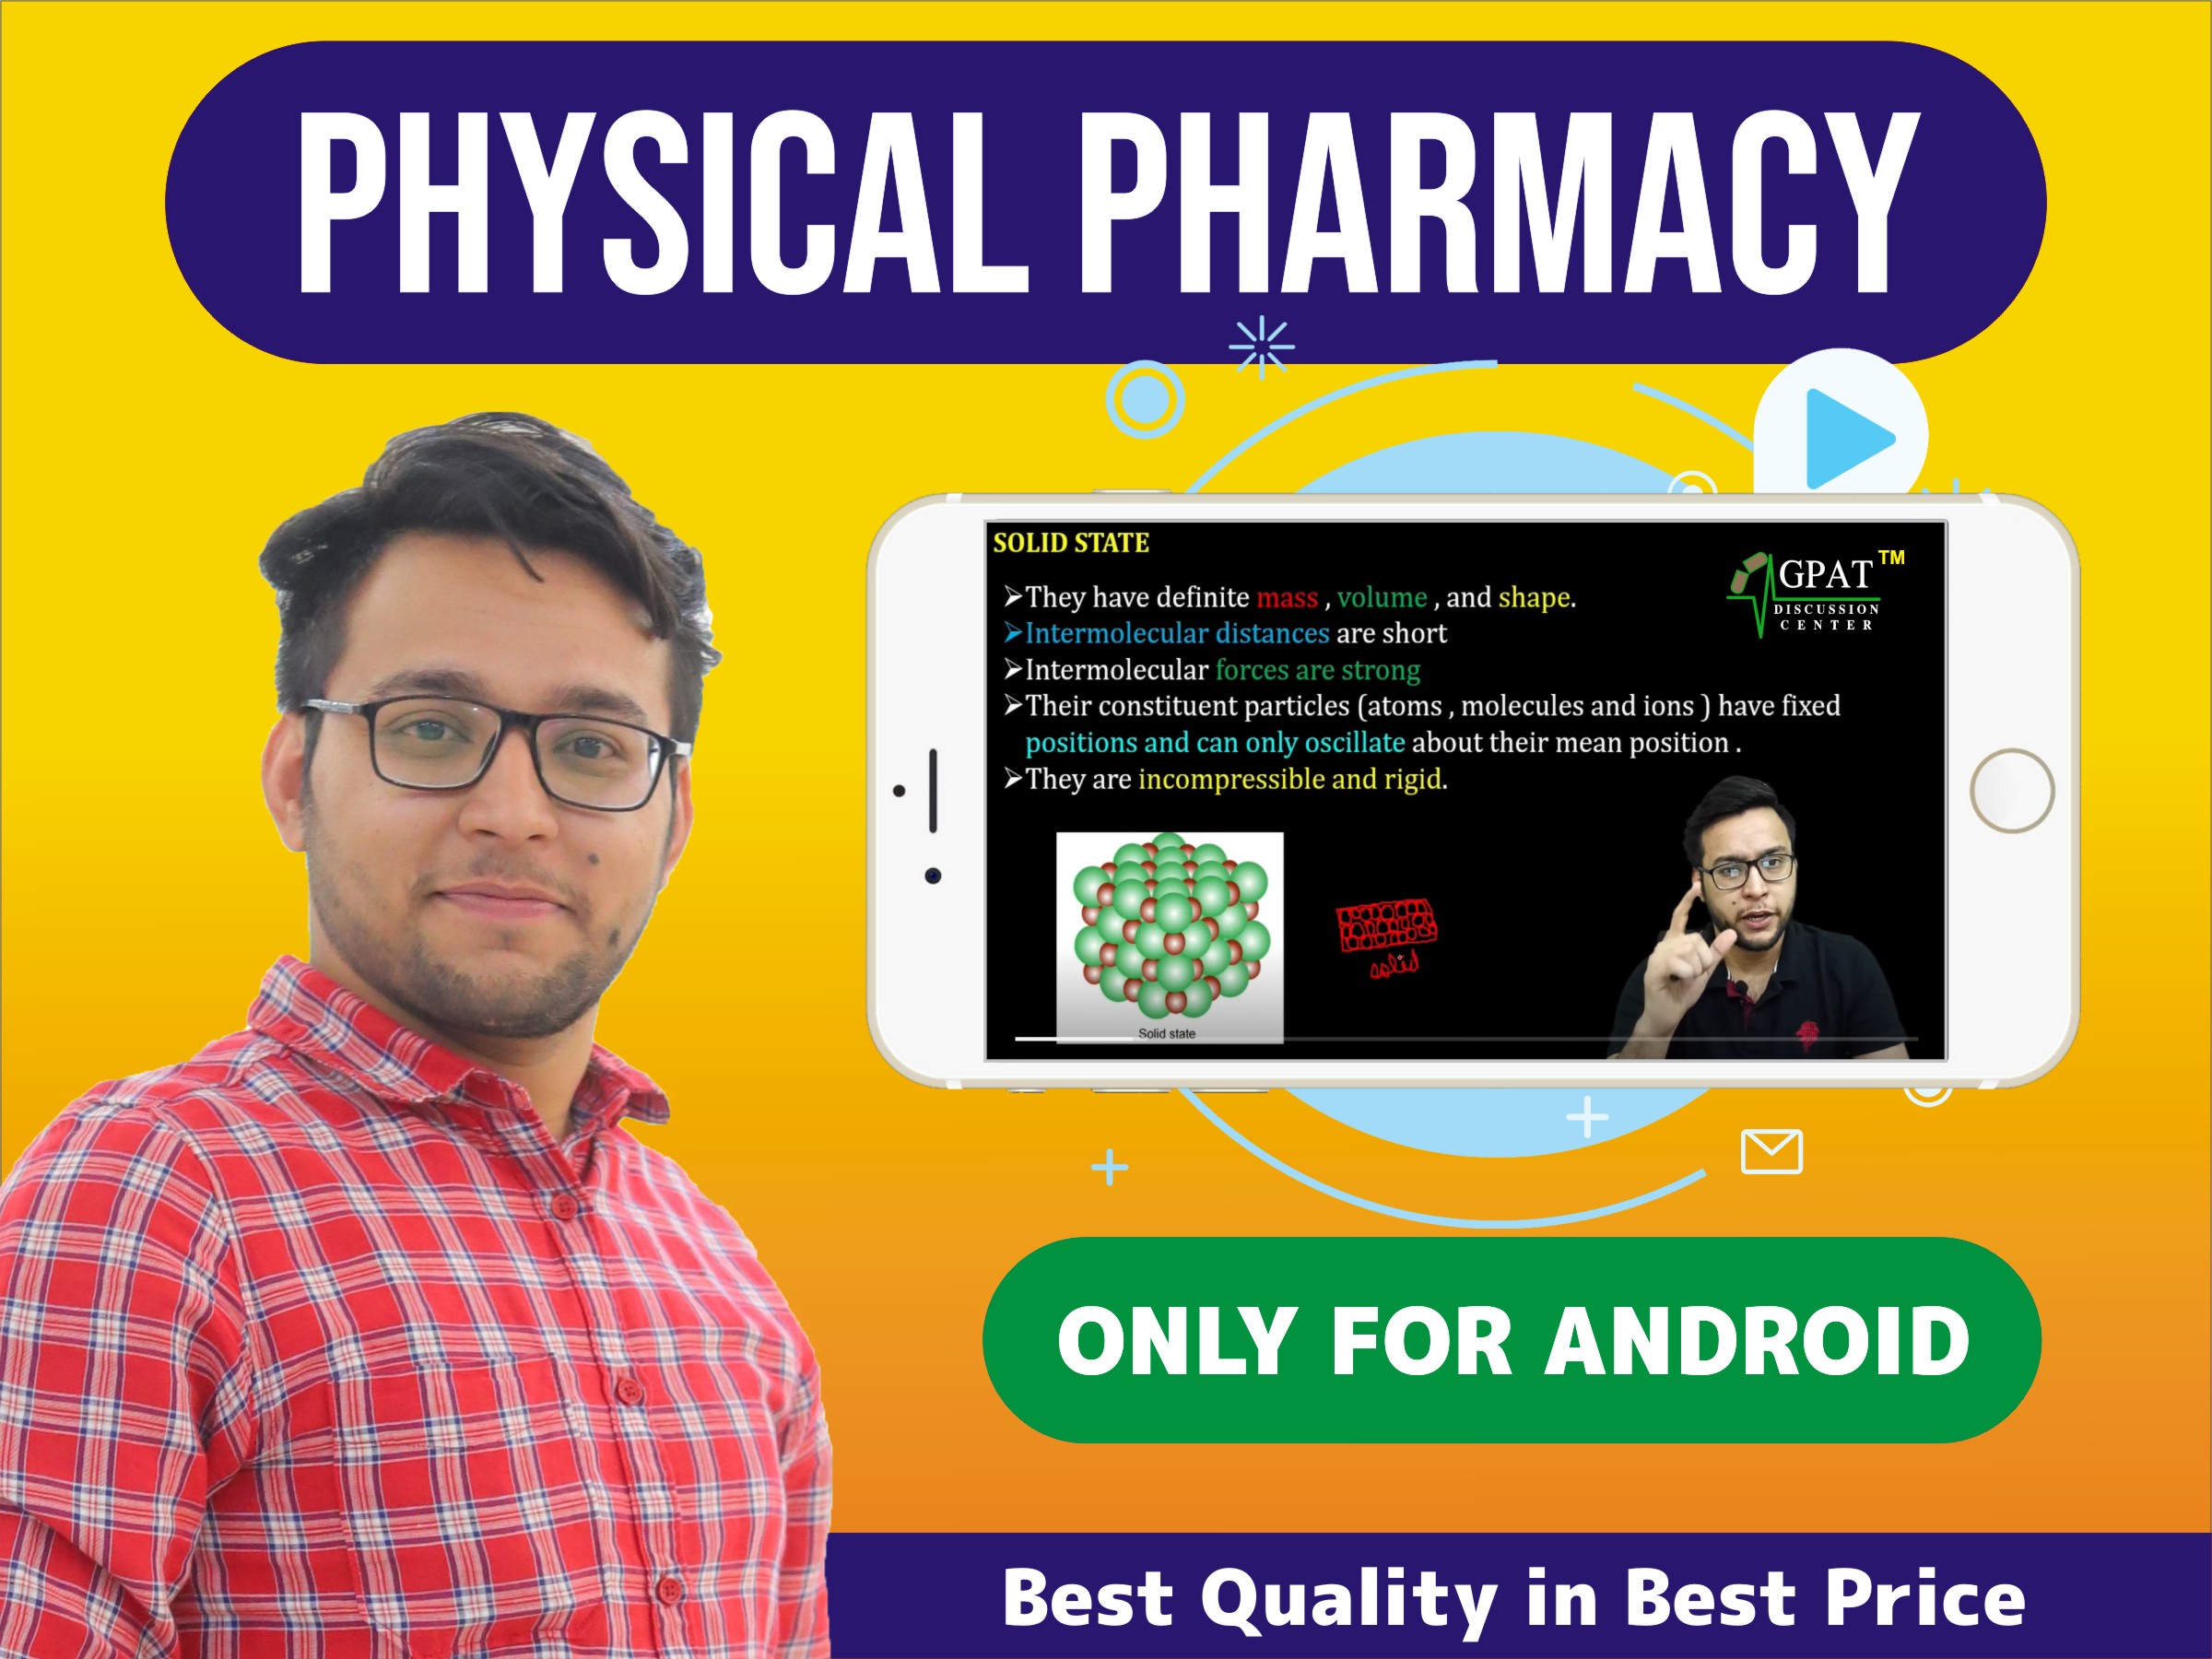 PHYSICAL PHARMACY
SOLID STATE
GPAT TM
DISCUSSION
CENTER
➢They have definite mass , volume , and shape.
➢Intermolecular distances are short
➢Intermolecular forces are strong
➢Their constituent particles (atoms , molecules and ions ) have fixed
positions and can only oscillate about their mean position .
➢They are incompressible and rigid.
solid
Solid state
ONLY FOR ANDROID
Best Quality in Best Price